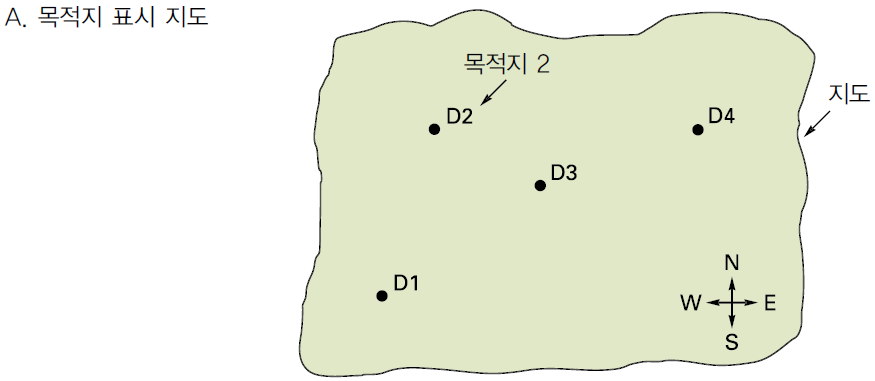 A. 목적지 표시 지도
목적지 2
지도
D2
D4
D3
D1
N
W E
S